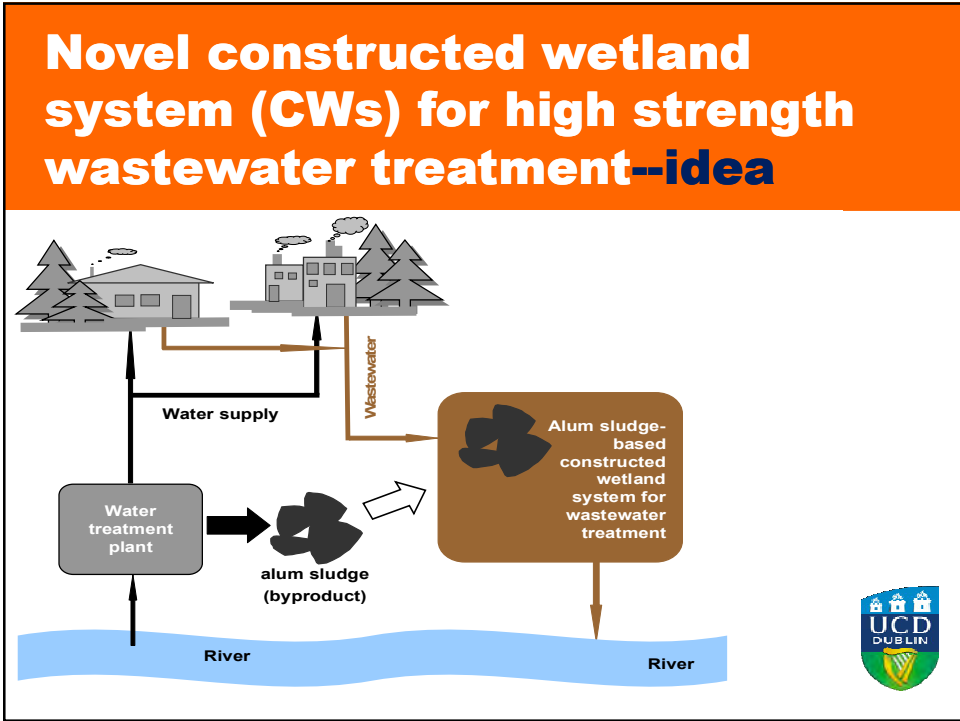 Novel constructed wetland
system (CWs) for high strength
wastewater treatment--idea
Wastewater
Water supply
Alum sludge-
based
constructed
wetland
system for
wastewater
treatment
Water
treatment
plant
alum sludge
(byproduct)
River
River
UCD
DUBLIN